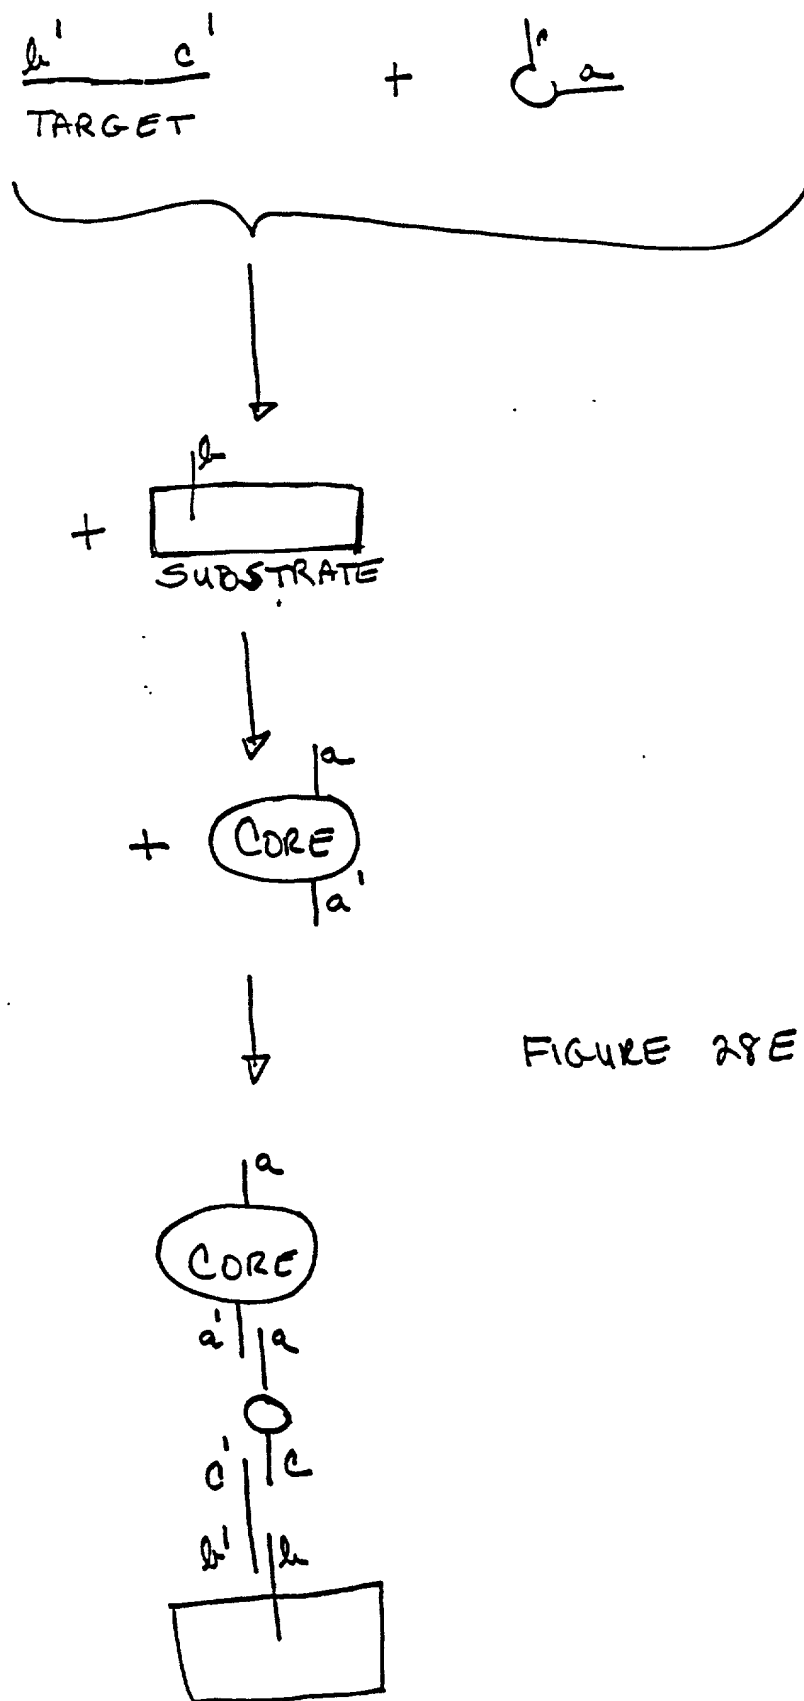 b' c' + c a
TARGET
b
+
SUBSTRATE
a
+ CORE
a'
FIGURE 28E
a
CORE
a' a
c' c
b' b